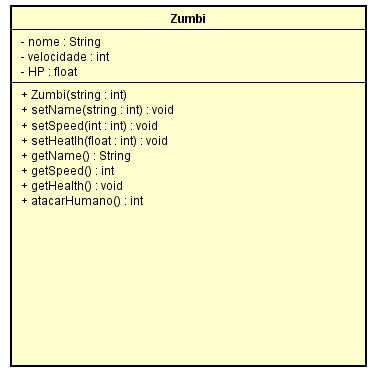 Zumbi
- nome : String
- velocidade : int
- HP : float
+ Zumbi(string : int)
+ setName(string : int) : void
+ setSpeed(int : int) : void
+ setHeatlh(float : int) : void
+ getName() : String
+ getSpeed() : int
+ getHealth() : void
+ atacarHumano() : int